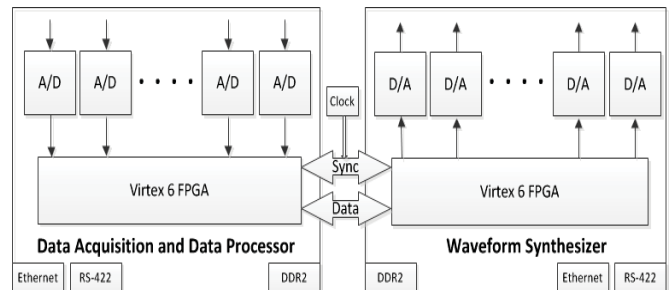 A/D A/D . . . . A/D A/D
D/A D/A . . . . D/A D/A
Clock
Sync
Virtex 6 FPGA
Virtex 6 FPGA
Data
Data Acquisition and Data Processor
Waveform Synthesizer
Ethernet RS-422 DDR2
DDR2 Ethernet RS-422